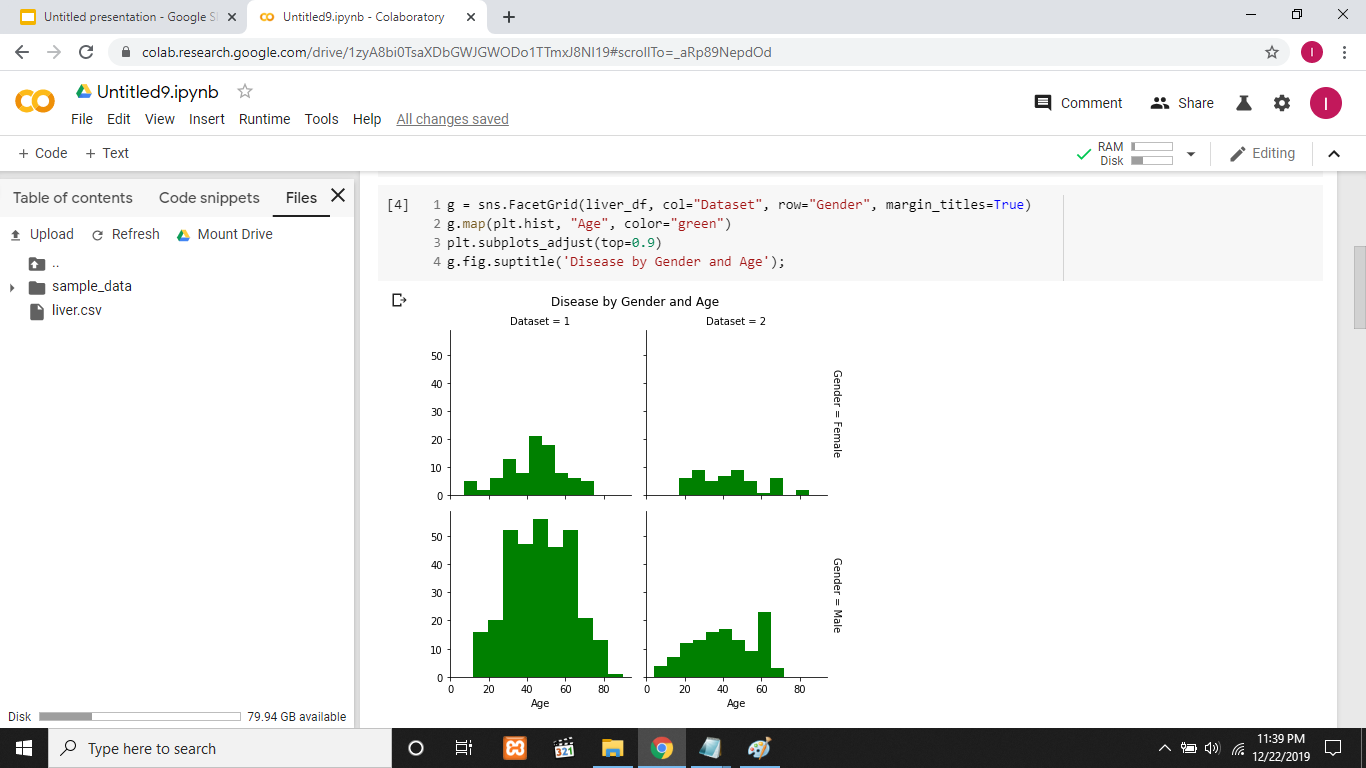 Untitled presentation - Google Sl
Untitled9.ipynb - Colaboratory
colab.research.google.com/drive/1zyA8bi0TsaXDbGWJGWODo1TTmxJ8NI19#scrollTo=_aRp89NepdOd
I
Untitled9.ipynb
File Edit View Insert Runtime Tools Help All changes saved
Comment Share I
+ Code + Text
RAM
Disk
Editing
Table of contents Code snippets Files
Upload Refresh Mount Drive
..
sample_data
liver.csv
Disk 79.94 GB available
[4]
1 g = sns.FacetGrid(liver_df, col="Dataset", row="Gender", margin_titles=True)
2 g.map(plt.hist, "Age", color="green")
3 plt.subplots_adjust(top=0.9)
4 g.fig.suptitle('Disease by Gender and Age');
Disease by Gender and Age
Dataset = 1 Dataset = 2
50
40
30
20
10
0
Gender = Female
50
40
30
20
10
0
Gender = Male
0 20 40 60 80 0 20 40 60 80
Age Age
Type here to search
321
11:39 PM
12/22/2019